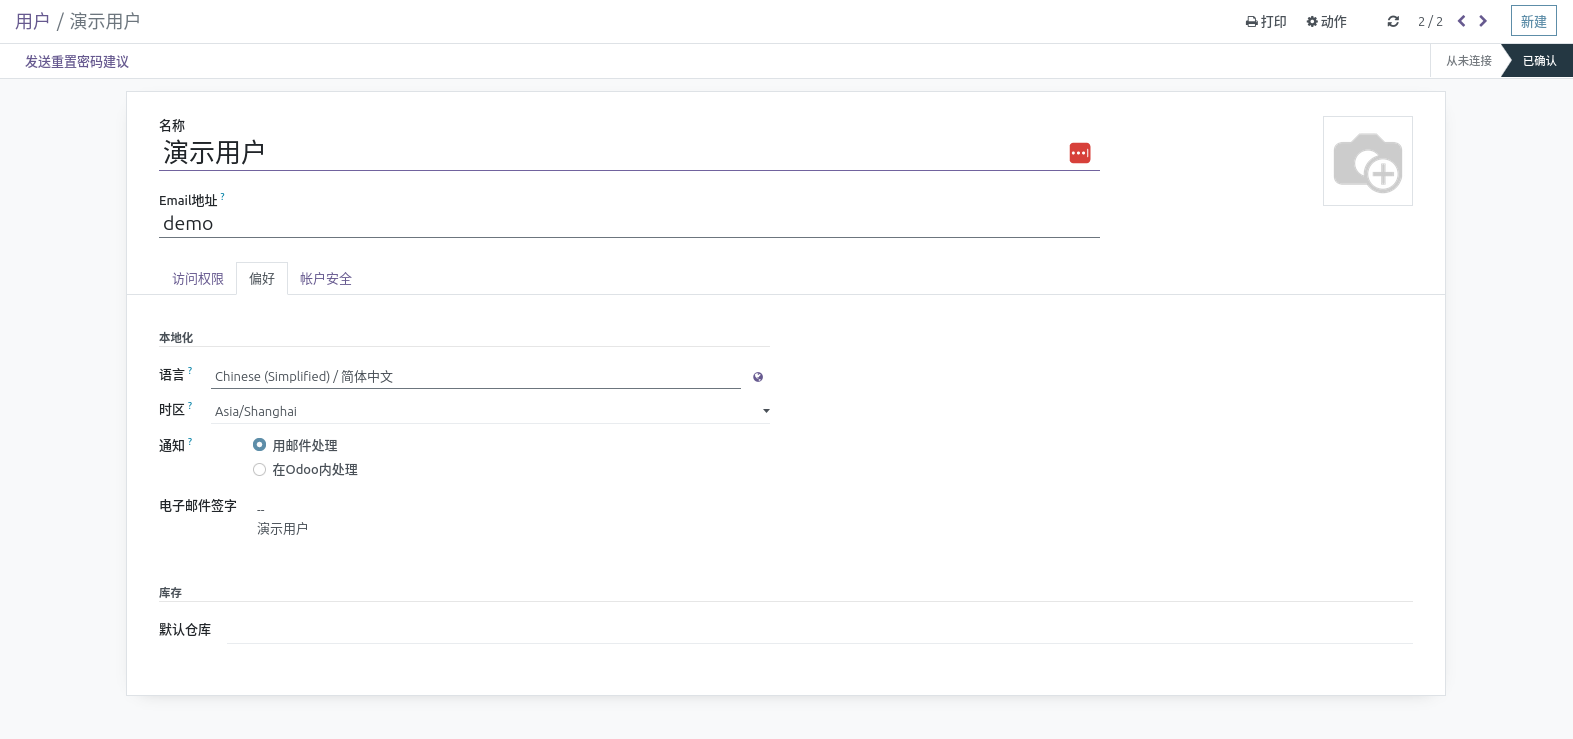 用户 / 演示用户
打印 动作 2 / 2 新建
发送重置密码建议 从未连接 已确认
名称
演示用户
Email地址 ?
demo
访问权限 偏好 帐户安全
本地化
语言 ? Chinese (Simplified) / 简体中文
时区 ? Asia/Shanghai
通知 ? 用邮件处理
在Odoo内处理
电子邮件签字 --
演示用户
库存
默认仓库